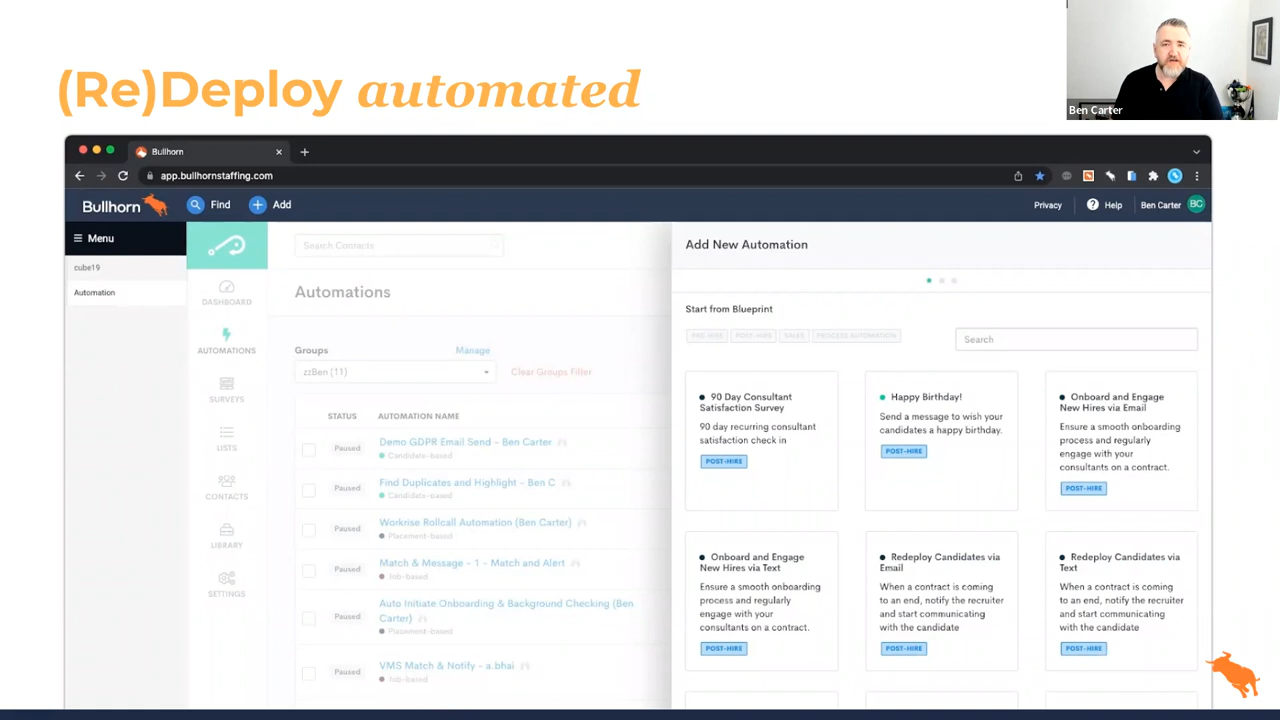 (Re)Deploy automated
Ben Carter
Bullhorn
app.bullhornstaffing.com
Bullhorn
Find
Add
Privacy
Help
Ben Carter
BC
Menu
cube19
Automation
DASHBOARD
AUTOMATIONS
SURVEYS
LISTS
CONTACTS
LIBRARY
SETTINGS
Search Contacts
Automations
Groups
Manage
zzBen (11)
Clear Groups Filter
STATUS
AUTOMATION NAME
Paused
Demo GDPR Email Send - Ben Carter
Candidate-based
Paused
Find Duplicates and Highlight - Ben C
Candidate-based
Paused
Workrise Rollcall Automation (Ben Carter)
Placement-based
Paused
Match & Message - 1 - Match and Alert
Job-based
Paused
Auto Initiate Onboarding & Background Checking (Ben
Carter)
Placement-based
Paused
VMS Match & Notify - a.bhai
Job-based
Add New Automation
Start from Blueprint
PRE-HIRE
POST-HIRE
SALES
PROCESS AUTOMATION
Search
90 Day Consultant
Satisfaction Survey
90 day recurring consultant
satisfaction check in
POST-HIRE
Happy Birthday!
Send a message to wish your
candidates a happy birthday.
POST-HIRE
Onboard and Engage
New Hires via Email
Ensure a smooth onboarding
process and regularly
engage with your
consultants on a contract.
POST-HIRE
Onboard and Engage
New Hires via Text
Ensure a smooth onboarding
process and regularly
engage with your
consultants on a contract.
POST-HIRE
Redeploy Candidates via
Email
When a contract is coming
to an end, notify the recruiter
and start communicating
with the candidate
POST-HIRE
Redeploy Candidates via
Text
When a contract is coming
to an end, notify the recruiter
and start communicating
with the candidate
POST-HIRE